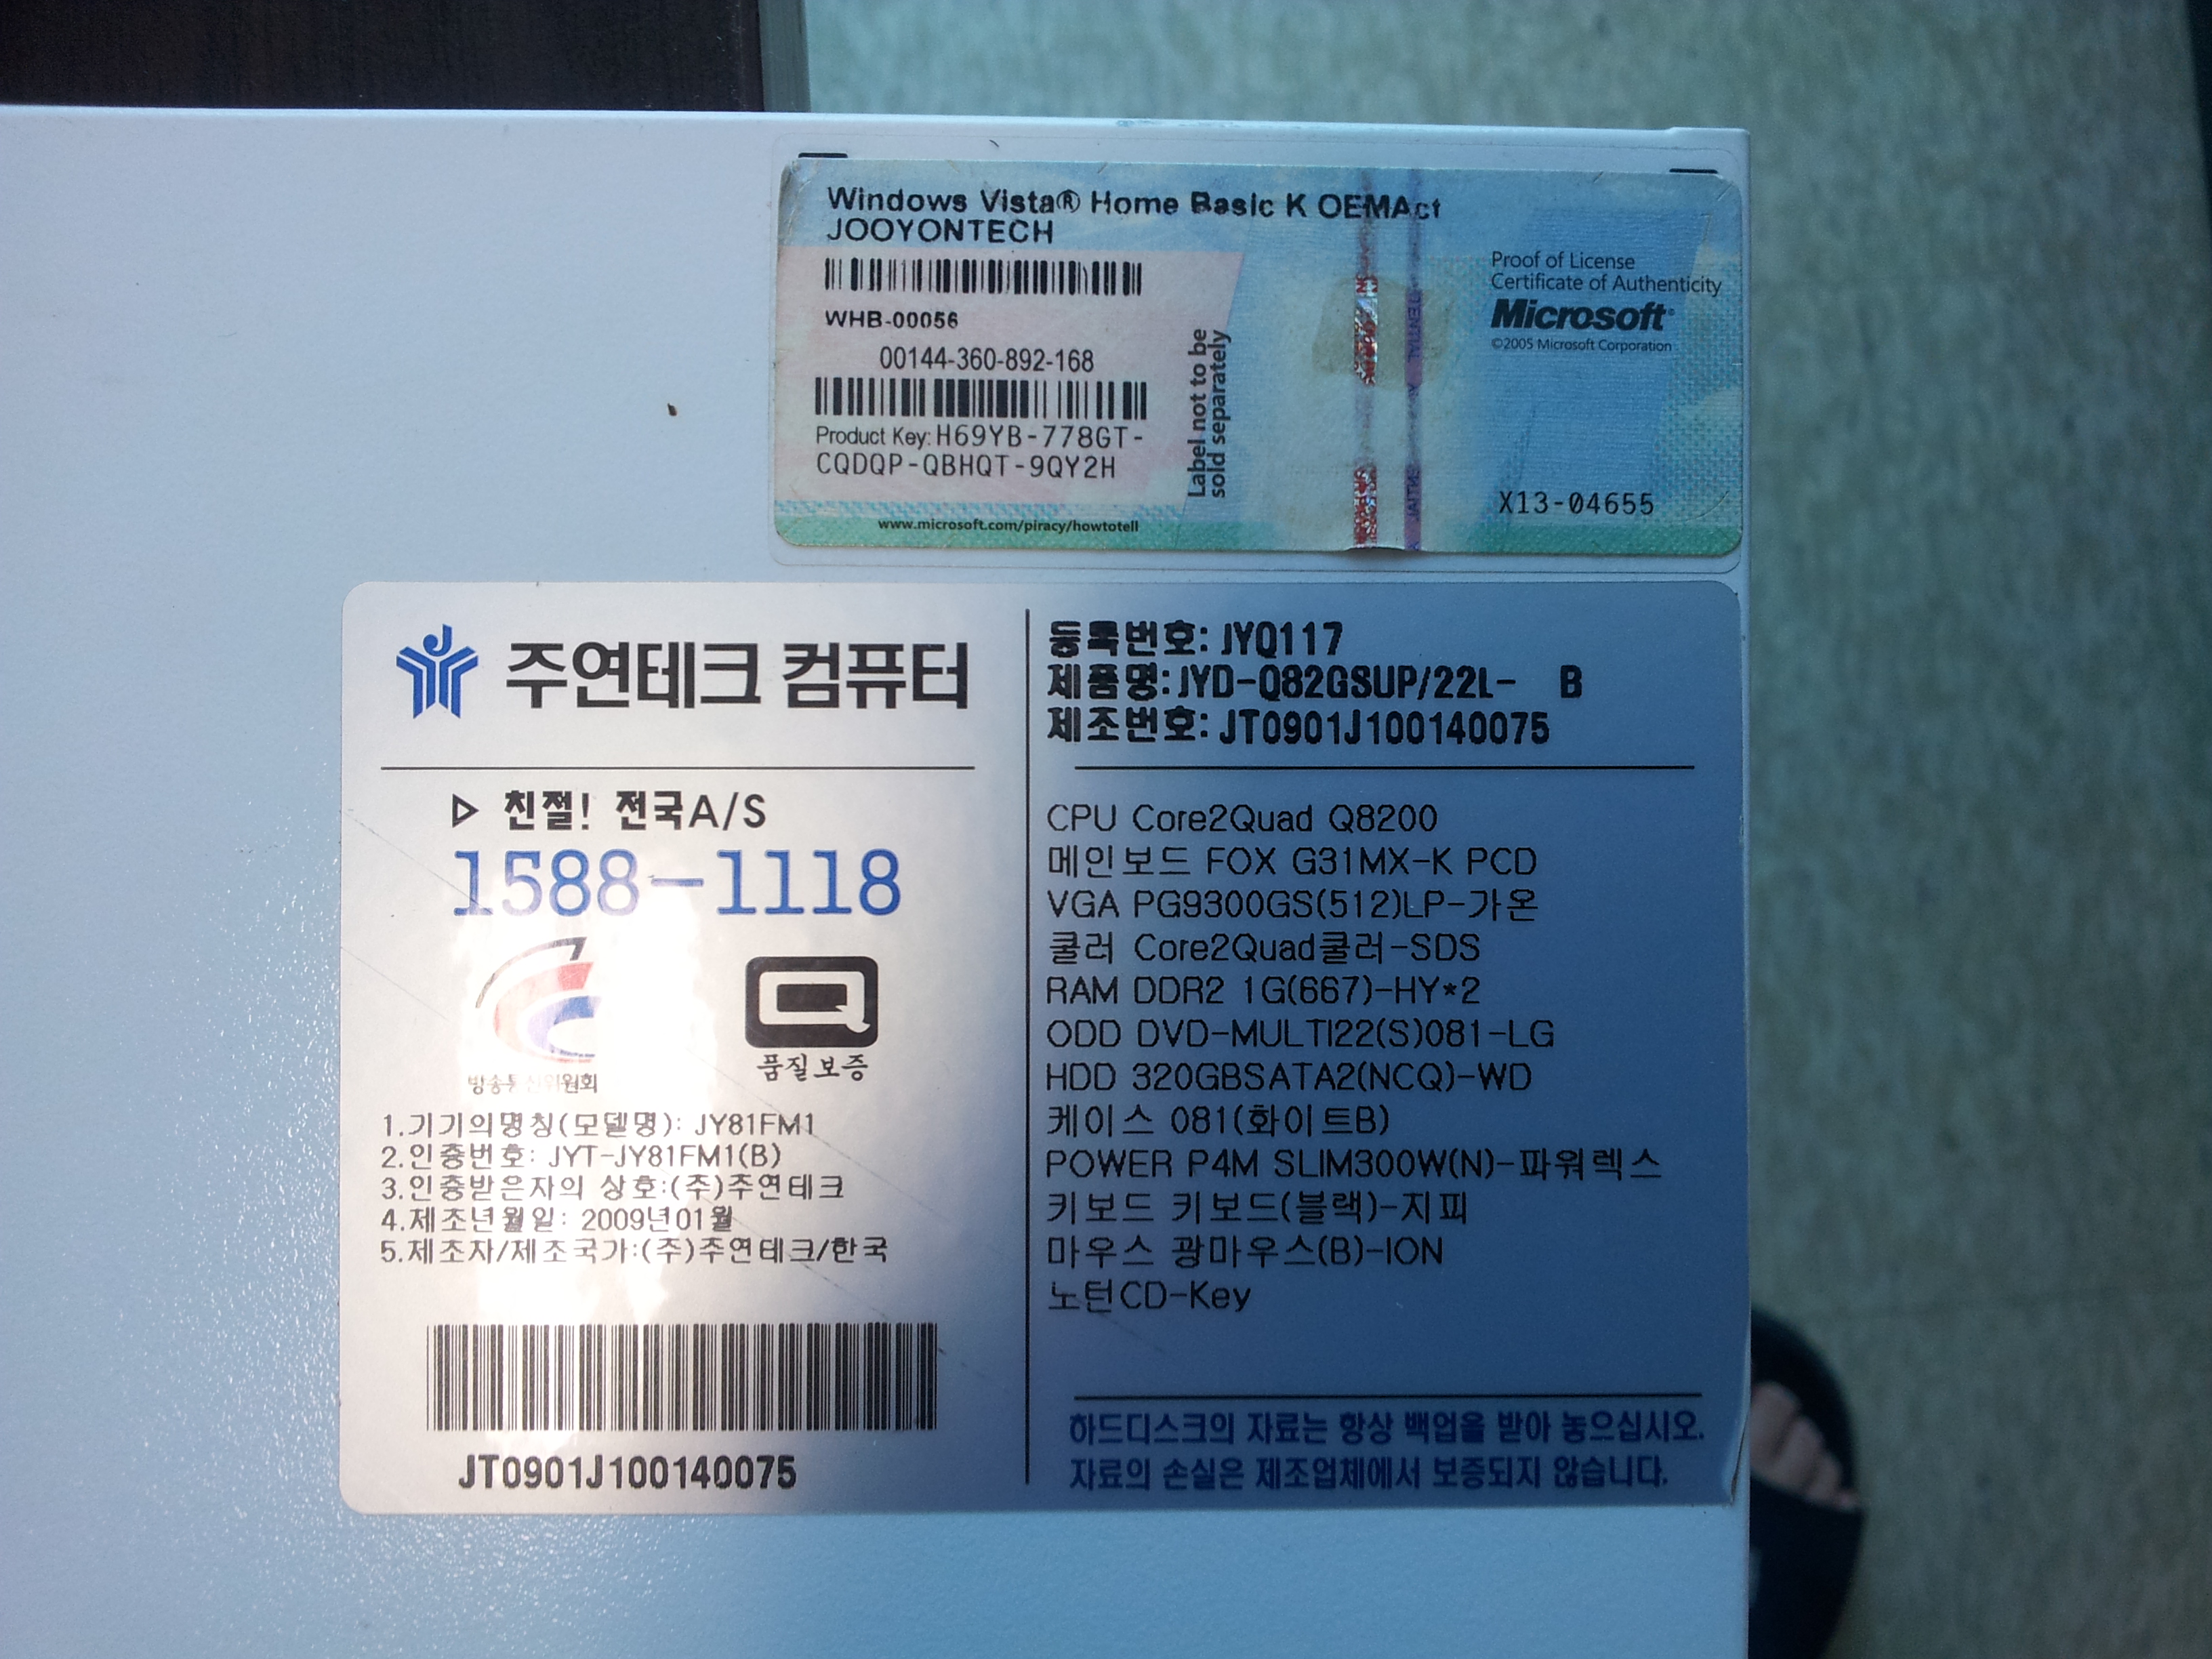 Windows Vista® Home Basic K OEMAct
JOOYONTECH
WHB-00056
00144-360-892-168
Product Key: H69YB-778GT-
CQDQP-QBHQT-9QY2H
www.microsoft.com/piracy/howtotell
Label not to be
sold separately
Proof of License
Certificate of Authenticity
Microsoft®
©2005 Microsoft Corporation
X13-04655
주연테크 컴퓨터
▷ 친절! 전국A/S
1588-1118
방송통신위원회
Q
품질보증
1.기기의명칭(모델명): JY81FM1
2.인증번호: JYT-JY81FM1(B)
3.인증받은자의 상호:(주)주연테크
4.제조년월일: 2009년01월
5.제조자/제조국가:(주)주연테크/한국
JT0901J100140075
등록번호: JYQ117
제품명: JYD-Q82GSUP/22L- B
제조번호: JT0901J100140075
CPU Core2Quad Q8200
메인보드 FOX G31MX-K PCD
VGA PG9300GS(512)LP-가온
쿨러 Core2Quad쿨러-SDS
RAM DDR2 1G(667)-HY*2
ODD DVD-MULTI22(S)081-LG
HDD 320GBSATA2(NCQ)-WD
케이스 081(화이트B)
POWER P4M SLIM300W(N)-파워렉스
키보드 키보드(블랙)-지피
마우스 광마우스(B)-ION
노턴CD-Key
하드디스크의 자료는 항상 백업을 받아 놓으십시오.
자료의 손실은 제조업체에서 보증되지 않습니다.